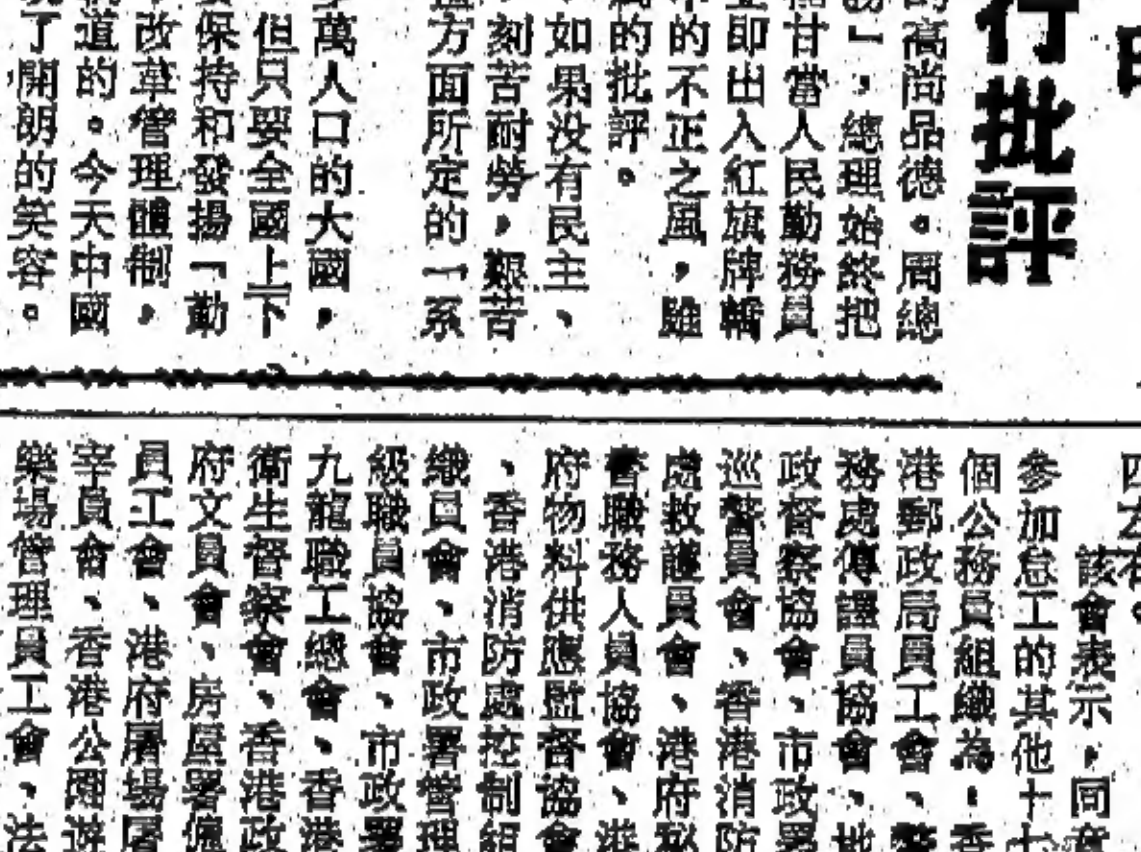 行批評
的高尚品德。周總
務」，總理始終把
甘當人民勤務員
即出入紅旗牌轎
的不正之風，雖
的批評。
如果没有民主、
刻苦耐勞，艱苦
方面所定的一系
萬人口的大國，
但只要全國上下
保持和發揚「勤
改革管理體制，
道的。今天中國
了開朗的笑容。
四左右。
該會表示，同意
參加怠工的其他十七
個公務員組織為：香
港郵政局員工會、警
務處傳譯員協會、地
政督察協會、市政署
巡警員會、香港消防
處救護員會、港府秘
書職務人員協會、港
府物料供應監督協會
、香港消防處控制組
織員會、市政署管理
級職員協會、市政署
九龍職工總會、香港
衛生督察會、香港政
府文員會、房屋署
員工會、港府屠場屠
宰員會、香港公園遊
樂場管理員工會、法